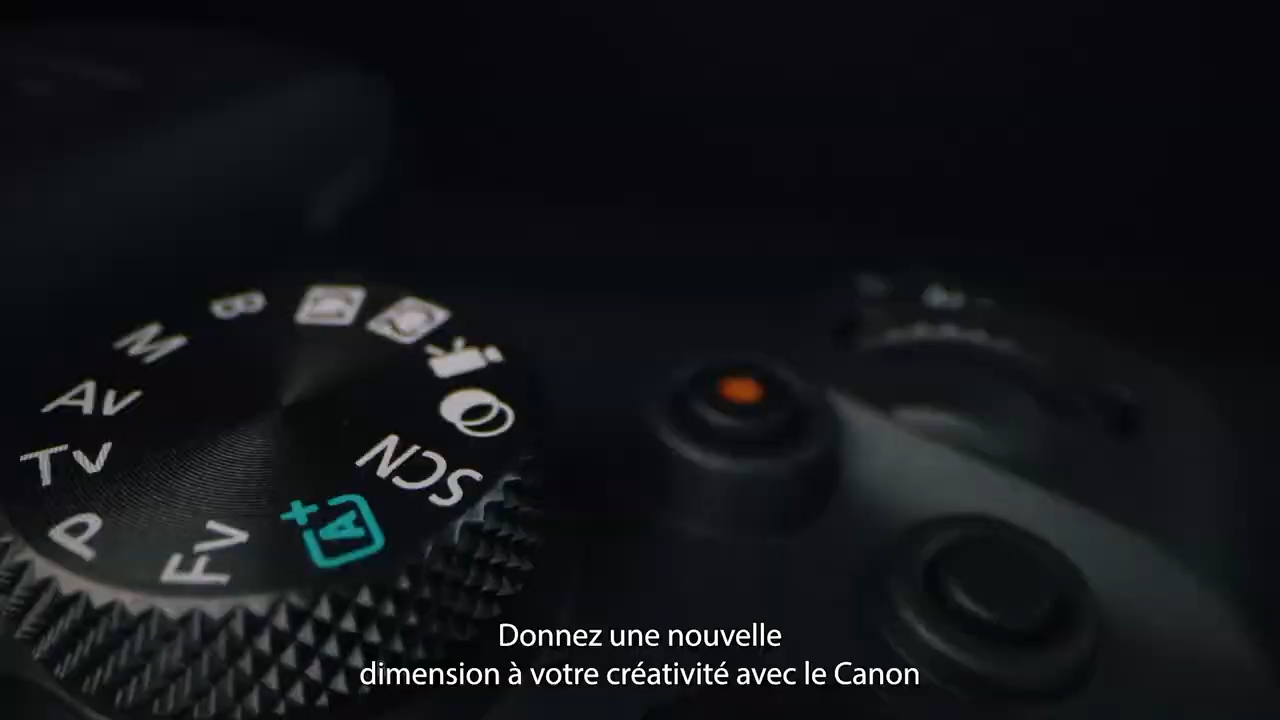 B
M
Av
Tv
P
Fv
A+
SCN
Donnez une nouvelle
dimension à votre créativité avec le Canon